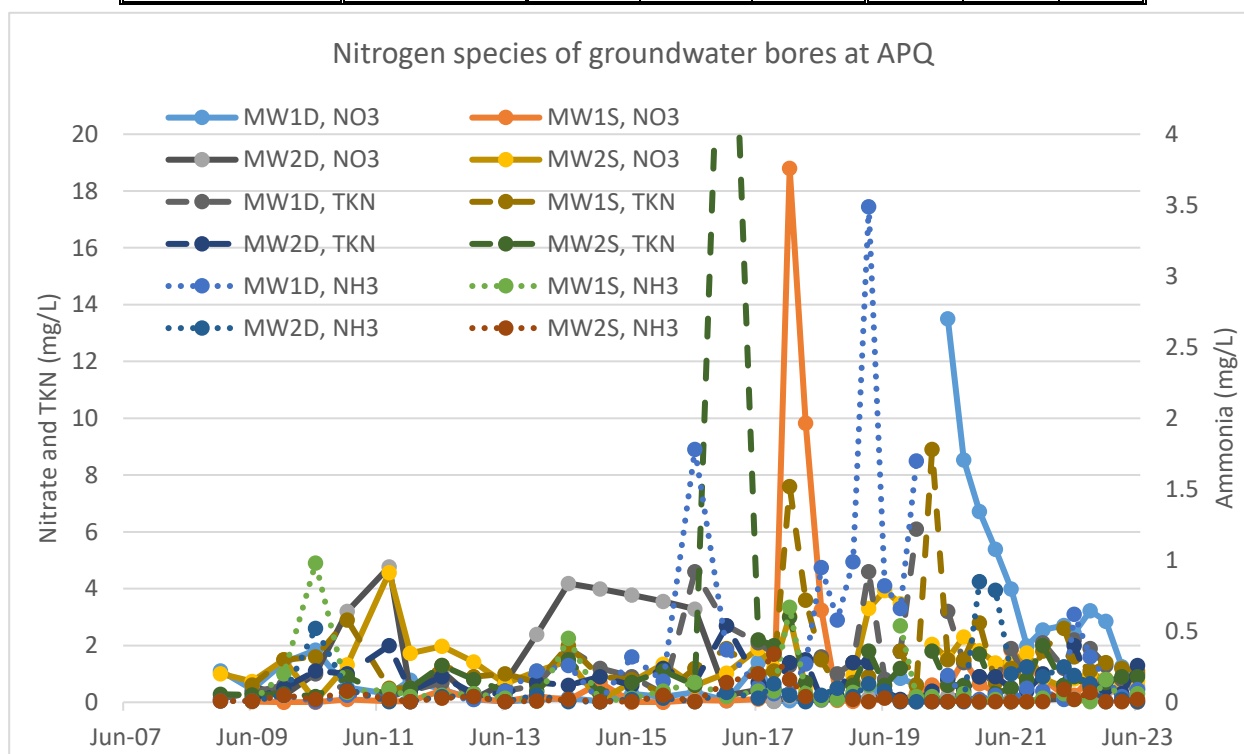 Nitrogen species of groundwater bores at APQ
MW1D, NO3
MW1S, NO3
MW2D, NO3
MW2S, NO3
MW1D, TKN
MW1S, TKN
MW2D, TKN
MW2S, TKN
MW1D, NH3
MW1S, NH3
MW2D, NH3
MW2S, NH3
Nitrate and TKN (mg/L)
20
18
16
14
12
10
8
6
4
2
0
4
3.5
3
2.5
2
1.5
1
0.5
0
Ammonia (mg/L)
Jun-07
Jun-09
Jun-11
Jun-13
Jun-15
Jun-17
Jun-19
Jun-21
Jun-23